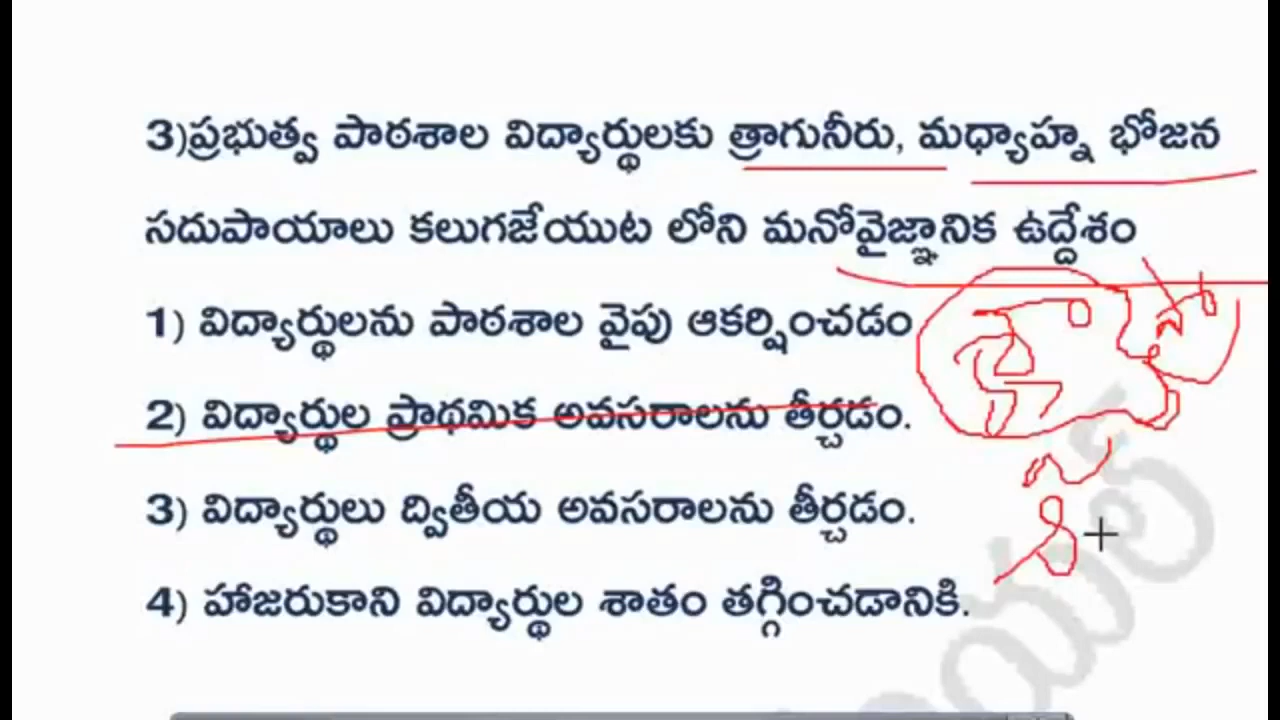 3)ప్రభుత్వ పాఠశాల విద్యార్థులకు త్రాగునీరు, మధ్యాహ్న భోజన
సదుపాయాలు కలుగజేయుట లోని మనోవైజ్ఞానిక ఉద్దేశం
1) విద్యార్థులను పాఠశాల వైపు ఆకర్షించడం
2) విద్యార్థుల ప్రాథమిక అవసరాలను తీర్చడం.
3) విద్యార్థులు ద్వితీయ అవసరాలను తీర్చడం.
4) హాజరుకాని విద్యార్థుల శాతం తగ్గించడానికి.